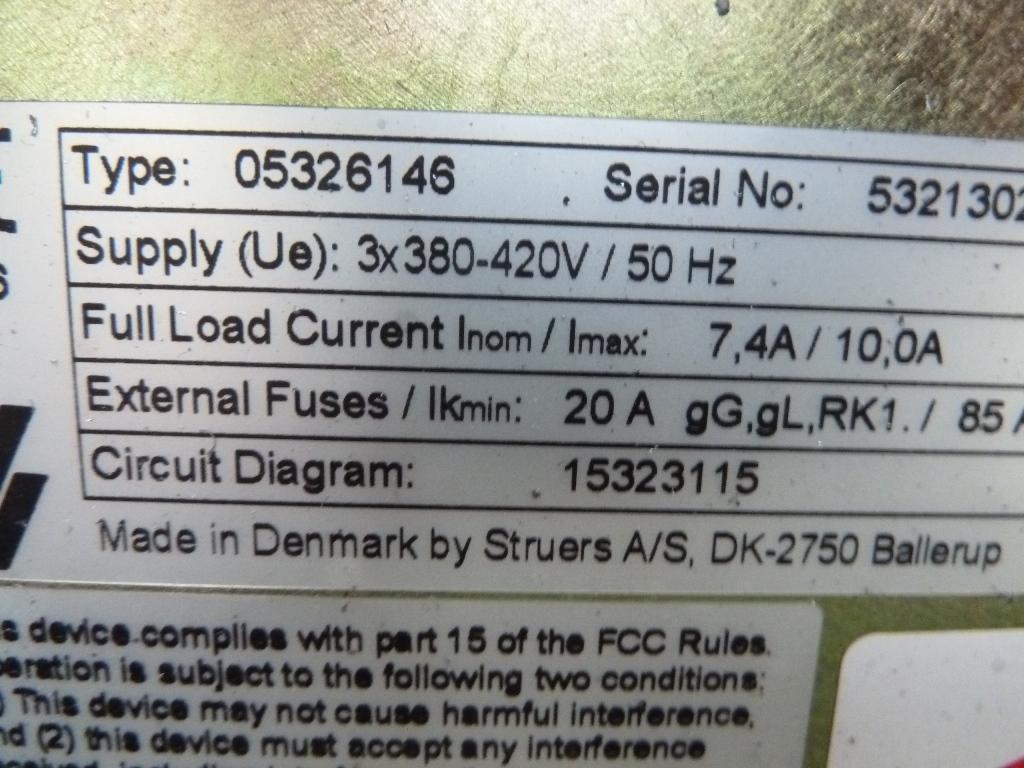 Type: 05326146 Serial No: 532130
Supply (Ue): 3x380-420V / 50 Hz
Full Load Current Inom / Imax: 7,4A / 10,0A
External Fuses / Ikmin: 20 A gG,gL,RK1. / 85 A
Circuit Diagram: 15323115
Made in Denmark by Struers A/S, DK-2750 Ballerup
s device complies with part 15 of the FCC Rules.
eration is subject to the following two conditions:
) This device may not cause harmful interference,
nd (2) this device must accept any interference